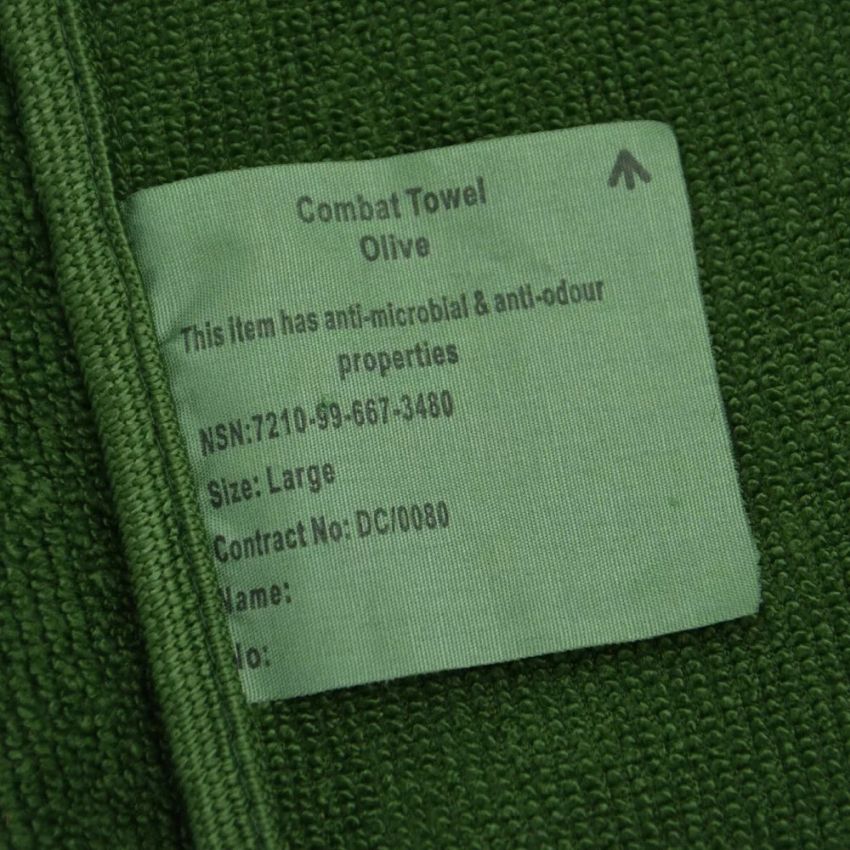 Combat Towel
Olive
This item has anti-microbial & anti-odour
properties
NSN:7210-99-667-3480
Size: Large
Contract No: DC/0080
Name:
No: